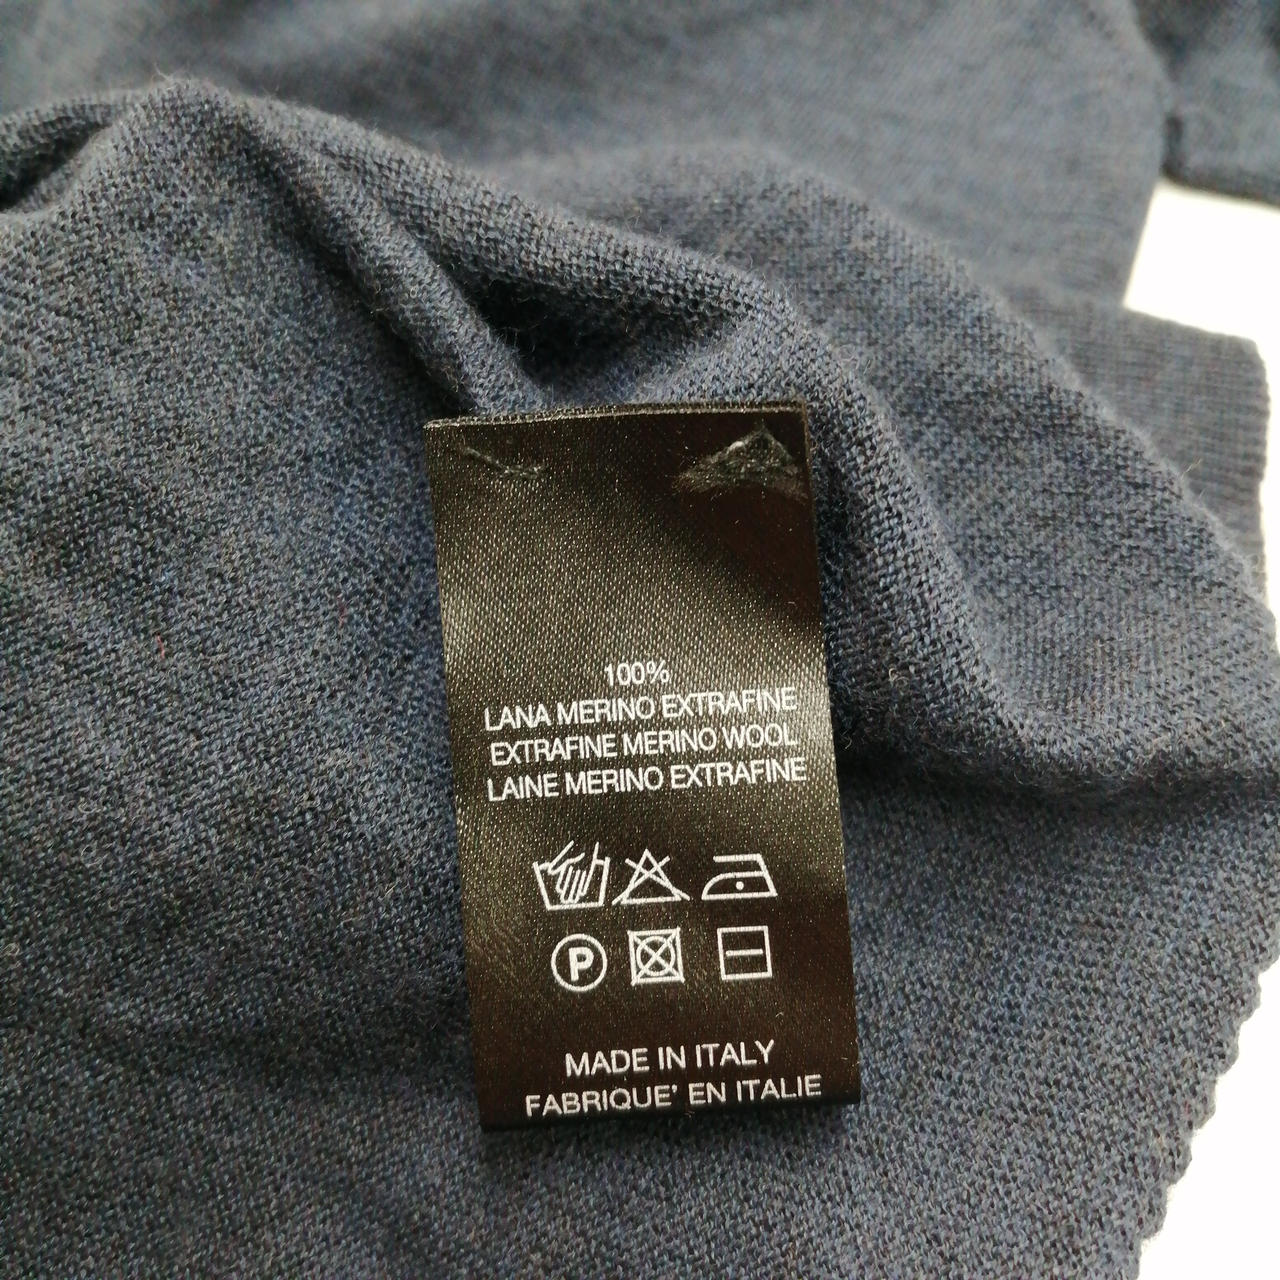 100%
LANA MERINO EXTRAFINE
EXTRAFINE MERINO WOOL
LAINE MERINO EXTRAFINE
P
MADE IN ITALY
FABRIQUE' EN ITALIE